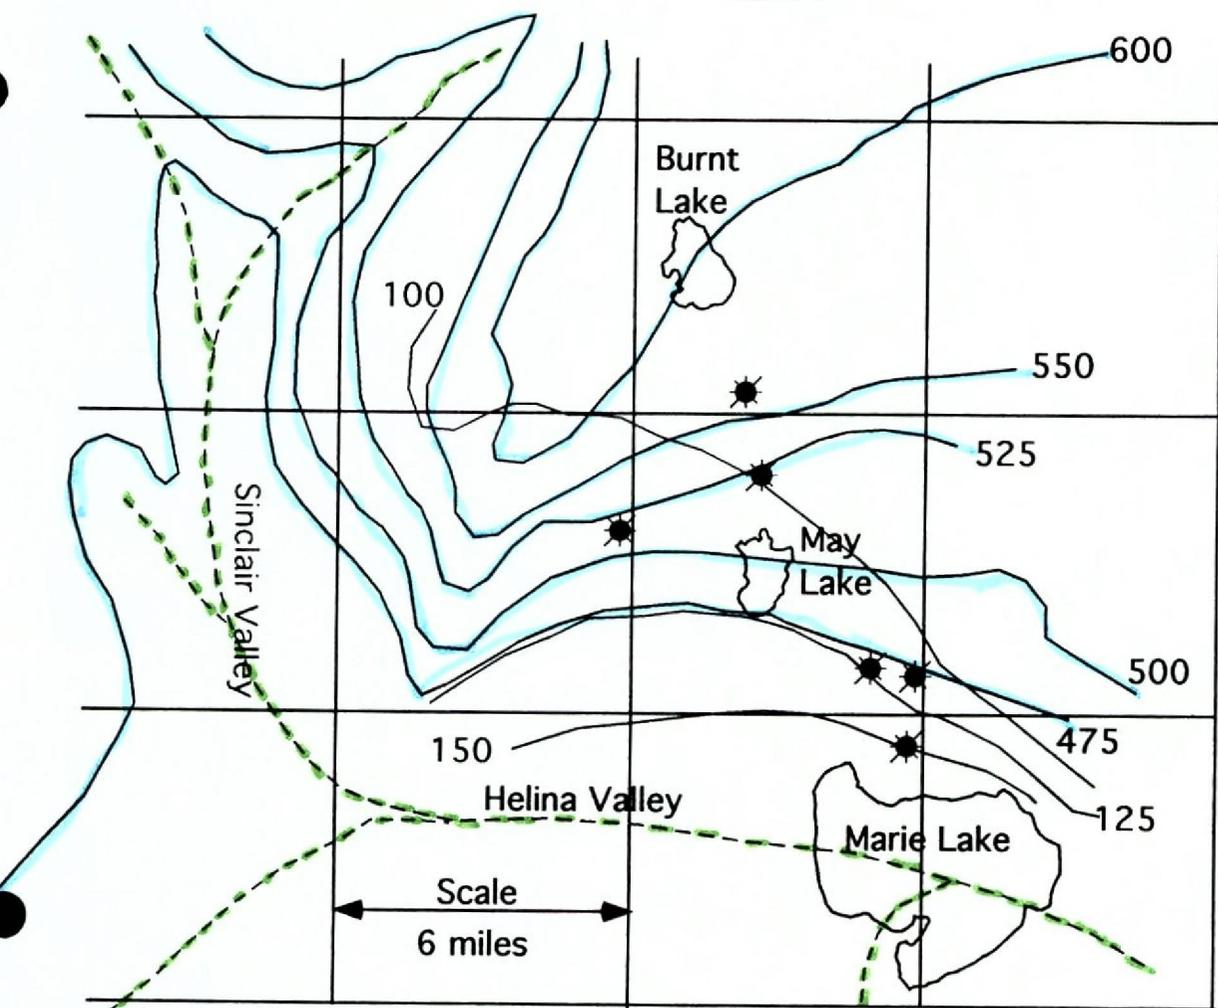 600
Burnt
Lake
100
550
525
Sinclair Valley
May
Lake
500
475
150
Helina Valley
125
Marie Lake
Scale
6 miles